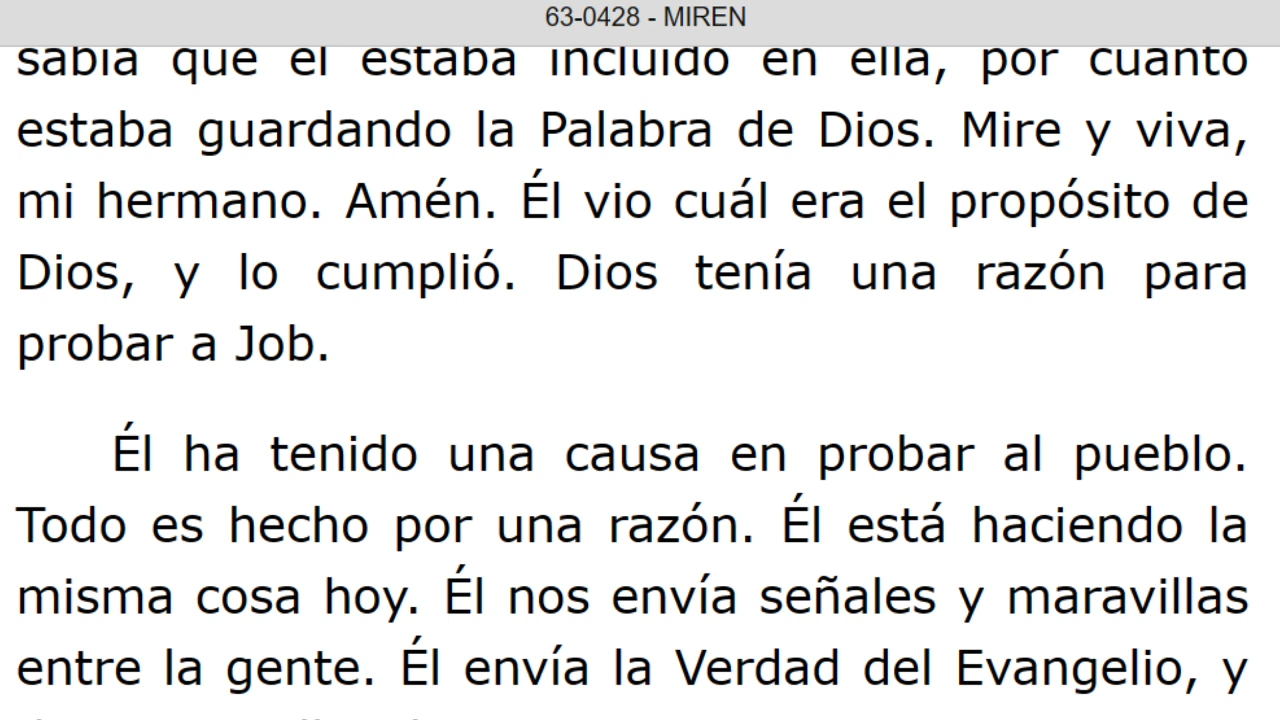 63-0428 - MIREN
sabía que él estaba incluido en ella, por cuanto
estaba guardando la Palabra de Dios. Mire y viva,
mi hermano. Amén. Él vio cuál era el propósito de
Dios, y lo cumplió. Dios tenía una razón para
probar a Job.
Él ha tenido una causa en probar al pueblo.
Todo es hecho por una razón. Él está haciendo la
misma cosa hoy. Él nos envía señales y maravillas
entre la gente. Él envía la Verdad del Evangelio, y